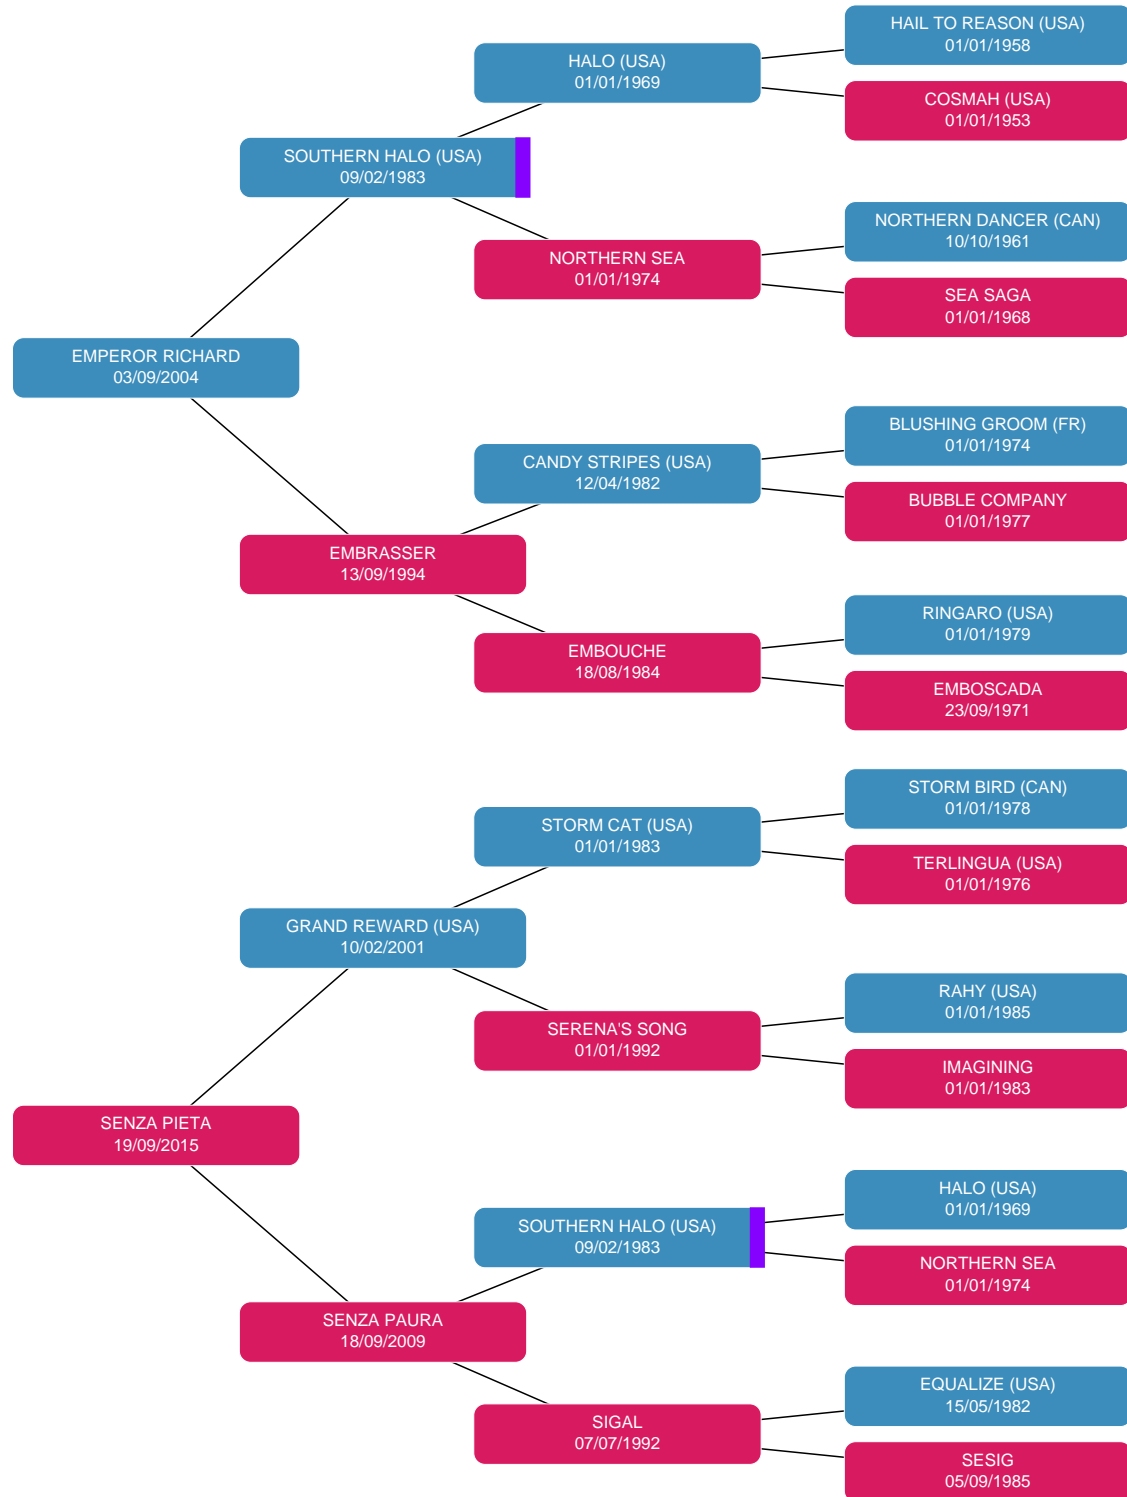 HAIL TO REASON (USA)
01/01/1958
HALO (USA)
01/01/1969
COSMAH (USA)
01/01/1953
SOUTHERN HALO (USA)
09/02/1983
NORTHERN DANCER (CAN)
10/10/1961
NORTHERN SEA
01/01/1974
SEA SAGA
01/01/1968
EMPEROR RICHARD
03/09/2004
BLUSHING GROOM (FR)
01/01/1974
CANDY STRIPES (USA)
12/04/1982
BUBBLE COMPANY
01/01/1977
EMBRASSER
13/09/1994
RINGARO (USA)
01/01/1979
EMBOUCHE
18/08/1984
EMBOSCADA
23/09/1971
STORM BIRD (CAN)
01/01/1978
STORM CAT (USA)
01/01/1983
TERLINGUA (USA)
01/01/1976
GRAND REWARD (USA)
10/02/2001
RAHY (USA)
01/01/1985
SERENA'S SONG
01/01/1992
IMAGINING
01/01/1983
SENZA PIETA
19/09/2015
HALO (USA)
01/01/1969
SOUTHERN HALO (USA)
09/02/1983
NORTHERN SEA
01/01/1974
SENZA PAURA
18/09/2009
EQUALIZE (USA)
15/05/1982
SIGAL
07/07/1992
SESIG
05/09/1985